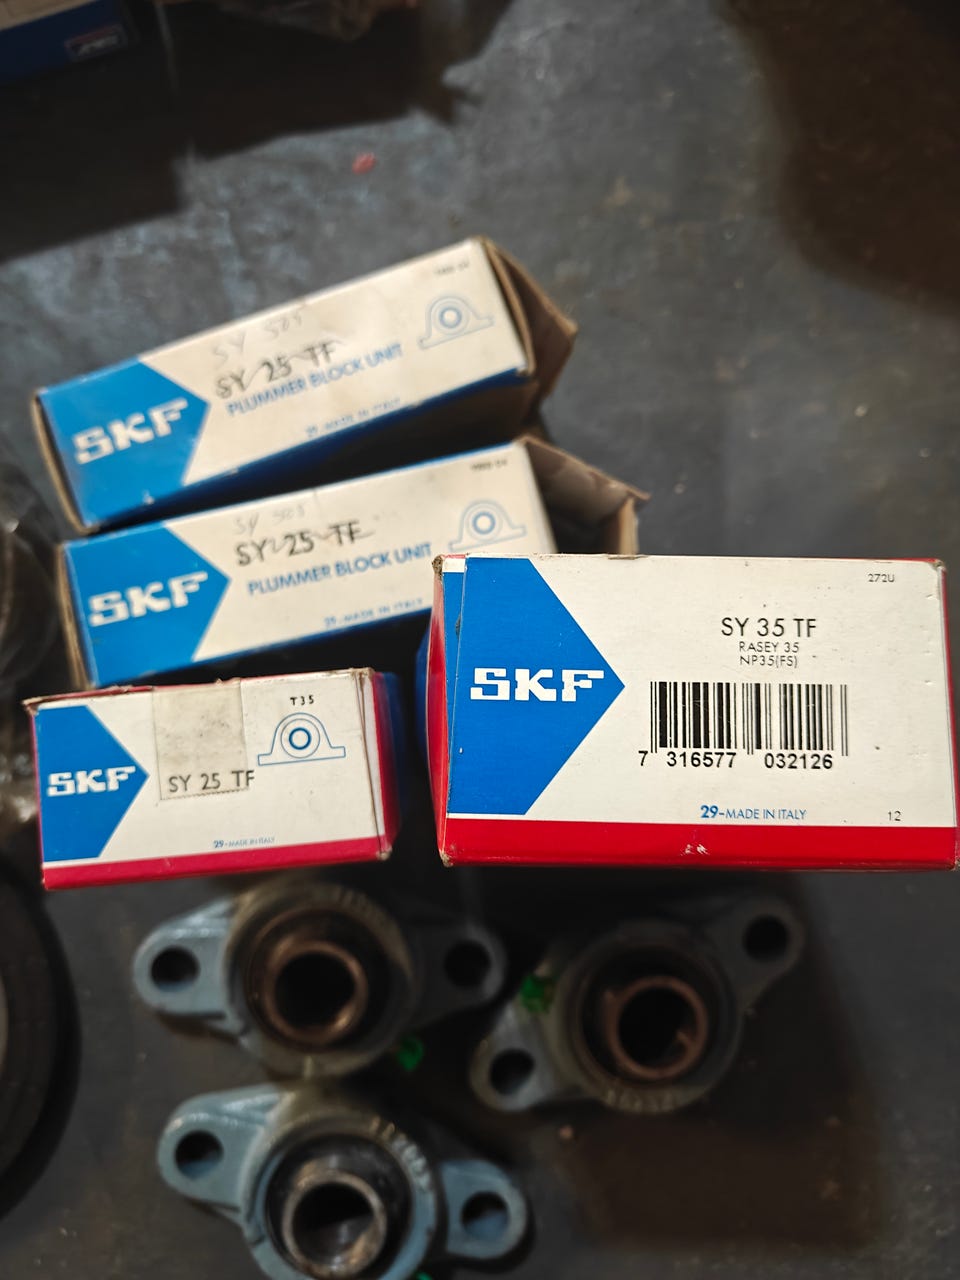 SY 505
SY 25 TF
PLUMMER BLOCK UNIT
29-MADE IN ITALY
SKF
SY 505
SY 25 TF
PLUMMER BLOCK UNIT
29-MADE IN ITALY
SKF
T35
SKF
SY 25 TF
29-MADE IN ITALY
272U
SY 35 TF
RASEY 35
NP35(FS)
SKF
7 316577 032126
29-MADE IN ITALY
12